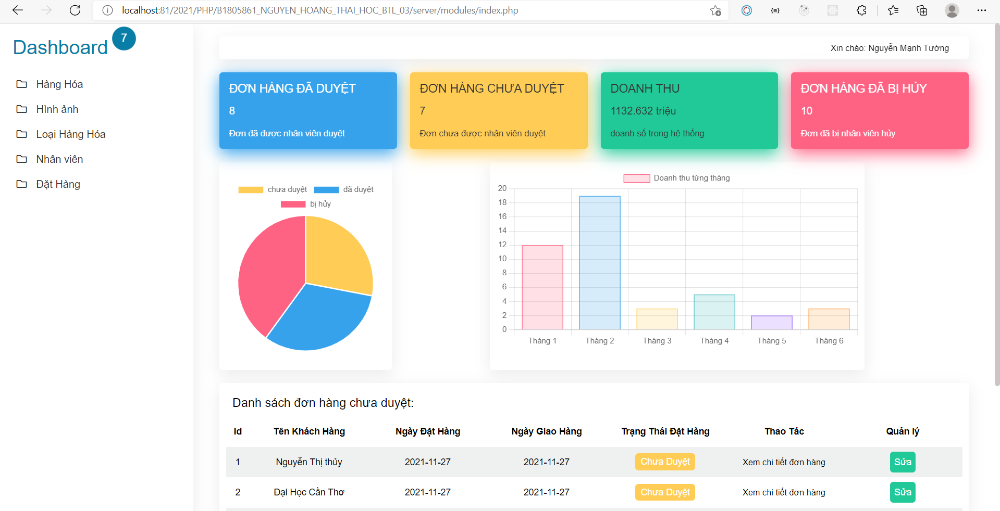 localhost:81/2021/PHP/B1805861_NGUYEN_HOANG_THAI_HOC_BTL_03/server/modules/index.php
Dashboard 7
Hàng Hóa
Hình ảnh
Loại Hàng Hóa
Nhân viên
Đặt Hàng
Xin chào: Nguyễn Mạnh Tường
ĐƠN HÀNG ĐÃ DUYỆT
8
Đơn đã được nhân viên duyệt
ĐƠN HÀNG CHƯA DUYỆT
7
Đơn chưa được nhân viên duyệt
DOANH THU
1132.632 triệu
doanh số trong hệ thống
ĐƠN HÀNG ĐÃ BỊ HỦY
10
Đơn đã bị nhân viên hủy
chưa duyệt đã duyệt
bị hủy
Doanh thu từng tháng
20
18
16
14
12
10
8
6
4
2
0
Tháng 1 Tháng 2 Tháng 3 Tháng 4 Tháng 5 Tháng 6
Danh sách đơn hàng chưa duyệt:
Id Tên Khách Hàng Ngày Đặt Hàng Ngày Giao Hàng Trạng Thái Đặt Hàng Thao Tác Quản lý
1 Nguyễn Thị thủy 2021-11-27 2021-11-27 Chưa Duyệt Xem chi tiết đơn hàng Sửa
2 Đại Học Cần Thơ 2021-11-27 2021-11-27 Chưa Duyệt Xem chi tiết đơn hàng Sửa